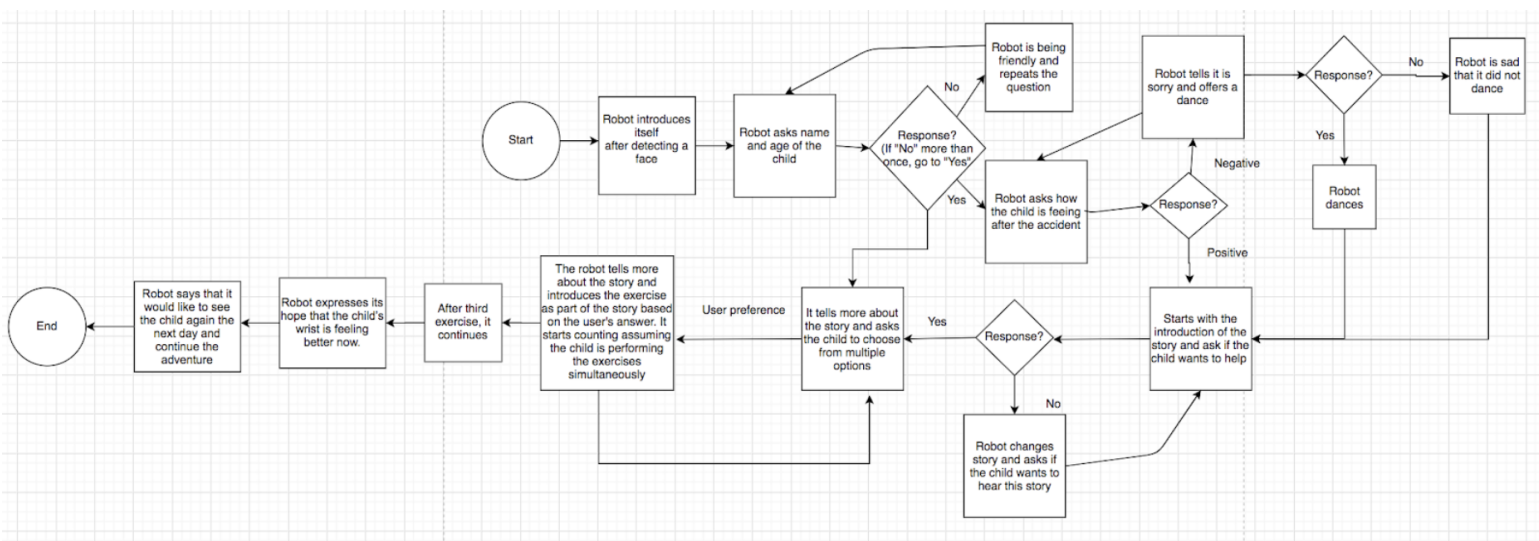 Start
Robot introduces
itself
after detecting a
face
Robot asks name
and age of the
child
Response?
(If "No" more than
once, go to "Yes"
No
Robot is being
friendly and
repeats the
question
Yes
Robot asks how
the child is feeing
after the accident
Response?
Negative
Robot tells it is
sorry and offers a
dance
Response?
No
Robot is sad
that it did not
dance
Yes
Robot
dances
Positive
Starts with the
introduction of the
story and ask if the
child wants to help
Response?
No
Robot changes
story and asks if
the child wants to
hear this story
Yes
It tells more about
the story and asks
the child to choose
from multiple
options
User preference
The robot tells more
about the story and
introduces the exercise
as part of the story based
on the user's answer. It
starts counting assuming
the child is performing
the exercises
simultaneously
After third
exercise, it
continues
Robot expresses its
hope that the child's
wrist is feeling
better now.
Robot says that it
would like to see
the child again the
next day and
continue the
adventure
End